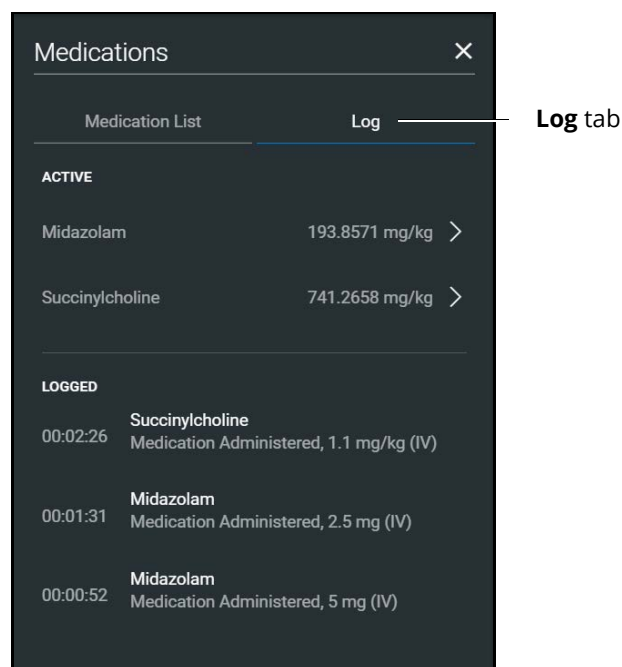 Medications
Medication List
Log
Log tab
ACTIVE
Midazolam 193.8571 mg/kg
Succinylcholine 741.2658 mg/kg
LOGGED
00:02:26 Succinylcholine
Medication Administered, 1.1 mg/kg (IV)
00:01:31 Midazolam
Medication Administered, 2.5 mg (IV)
00:00:52 Midazolam
Medication Administered, 5 mg (IV)